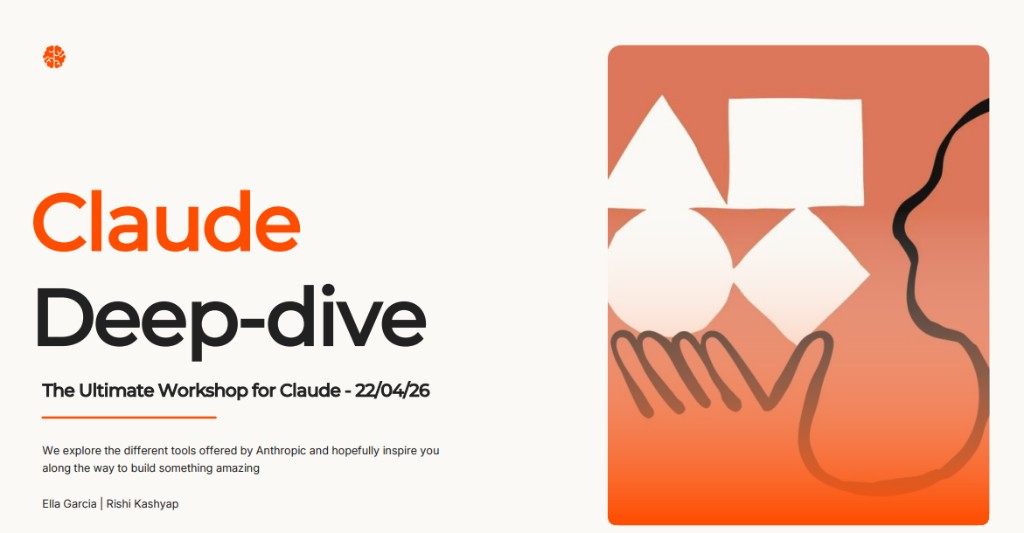 Claude
Deep-dive
The Ultimate Workshop for Claude - 22/04/26
We explore the different tools offered by Anthropic and hopefully inspire you
along the way to build something amazing
Ella Garcia | Rishi Kashyap